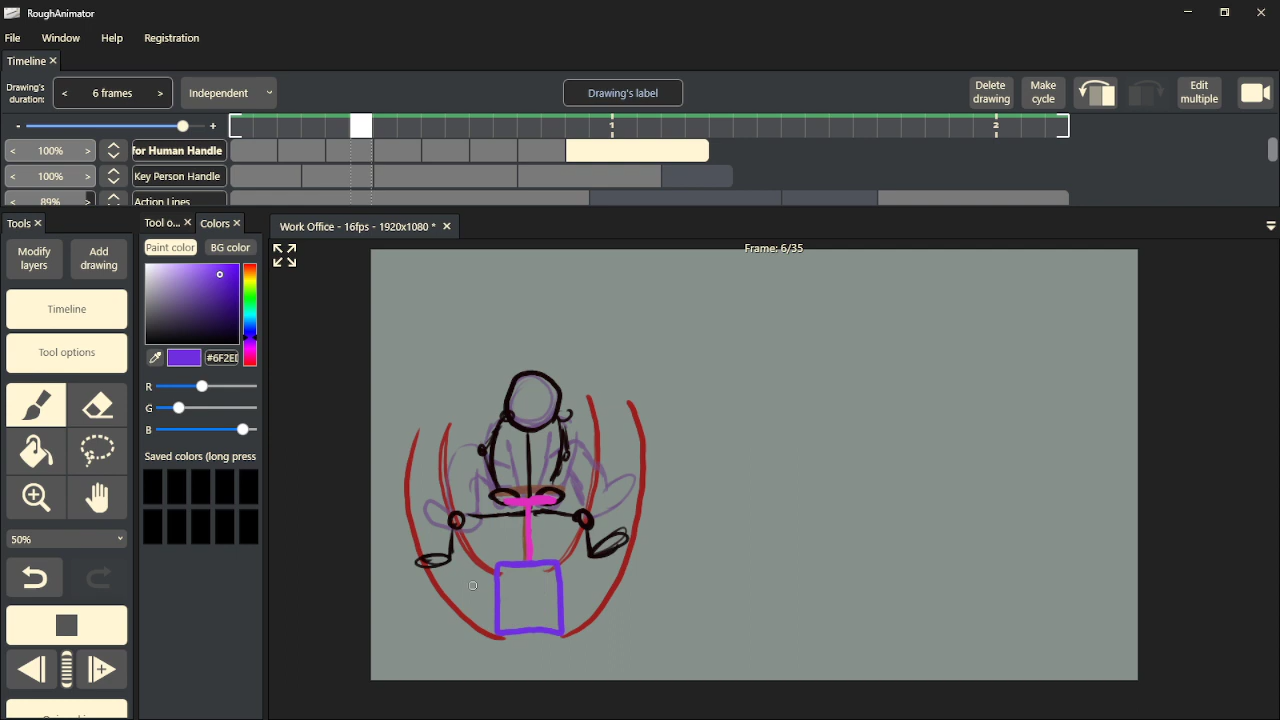 RoughAnimator
File Window Help Registration
Timeline
Drawing's duration: < 6 frames > Independent Drawing's label Delete drawing Make cycle Edit multiple
- + 1 2
< 100% > for Human Handle
< 100% > Key Person Handle
< 89% > Action Lines
Tools Tool o... Colors Work Office - 16fps - 1920x1080 *
Modify layers Add drawing Paint color BG color Frame: 6/35
Timeline
Tool options
#6F2E
R
G
B
Saved colors (long press
50%